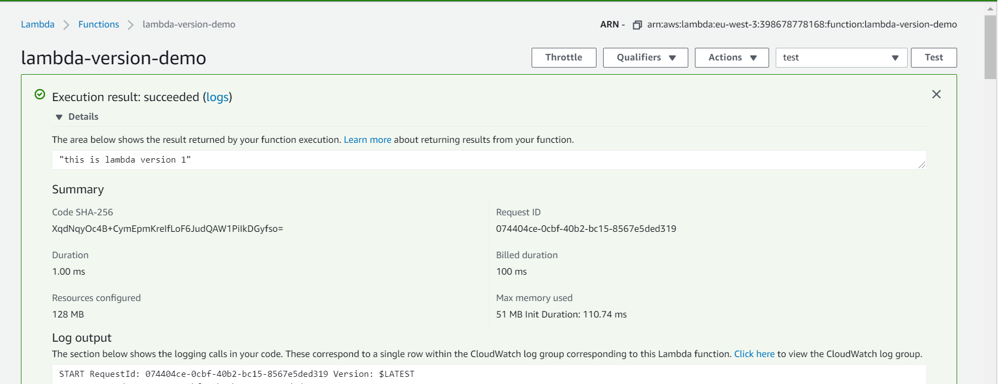 Lambda > Functions > lambda-version-demo
ARN - arn:aws:lambda:eu-west-3:398678778168:function:lambda-version-demo
lambda-version-demo
Throttle Qualifiers Actions test Test
Execution result: succeeded (logs)
Details
The area below shows the result returned by your function execution. Learn more about returning results from your function.
"this is lambda version 1"
Summary
Code SHA-256
XqdNqyOc4B+CymEpmKreIfLoF6JudQAW1PiIkDGyfso=
Request ID
074404ce-0cbf-40b2-bc15-8567e5ded319
Duration
1.00 ms
Billed duration
100 ms
Resources configured
128 MB
Max memory used
51 MB Init Duration: 110.74 ms
Log output
The section below shows the logging calls in your code. These correspond to a single row within the CloudWatch log group corresponding to this Lambda function. Click here to view the CloudWatch log group.
START RequestId: 074404ce-0cbf-40b2-bc15-8567e5ded319 Version: $LATEST